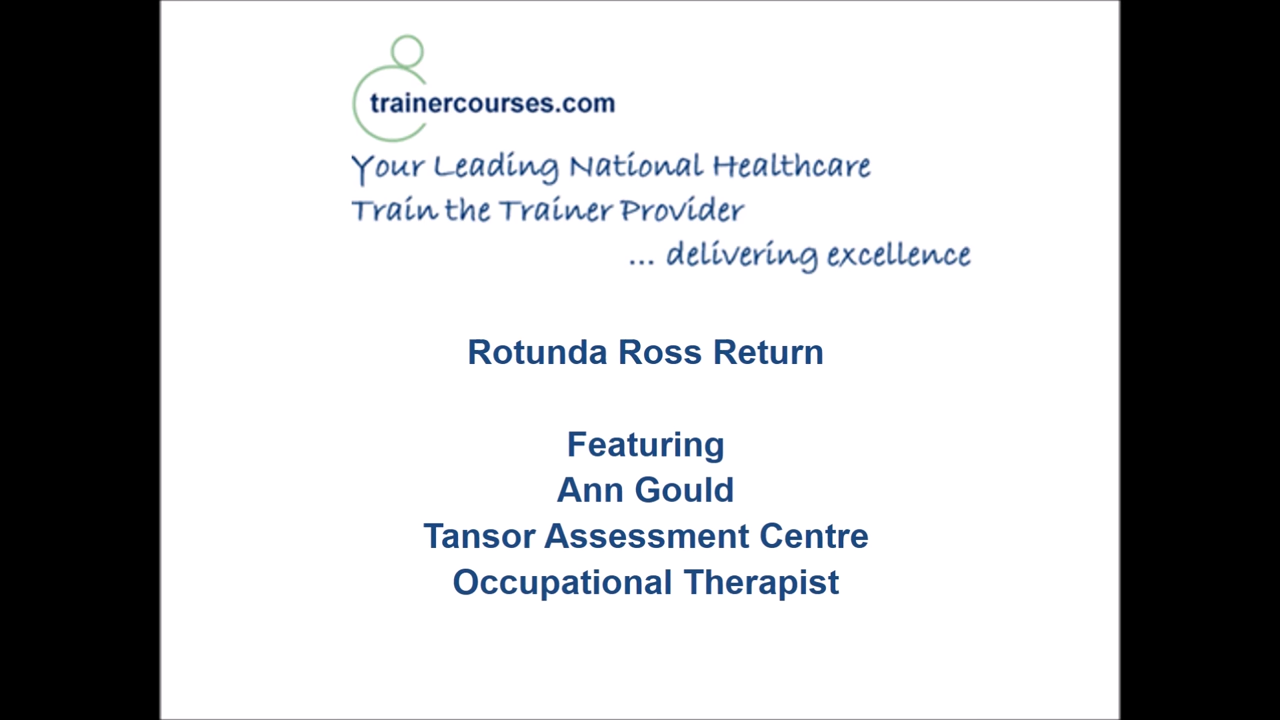 trainercourses.com
Your Leading National Healthcare
Train the Trainer Provider
... delivering excellence
Rotunda Ross Return
Featuring
Ann Gould
Tansor Assessment Centre
Occupational Therapist